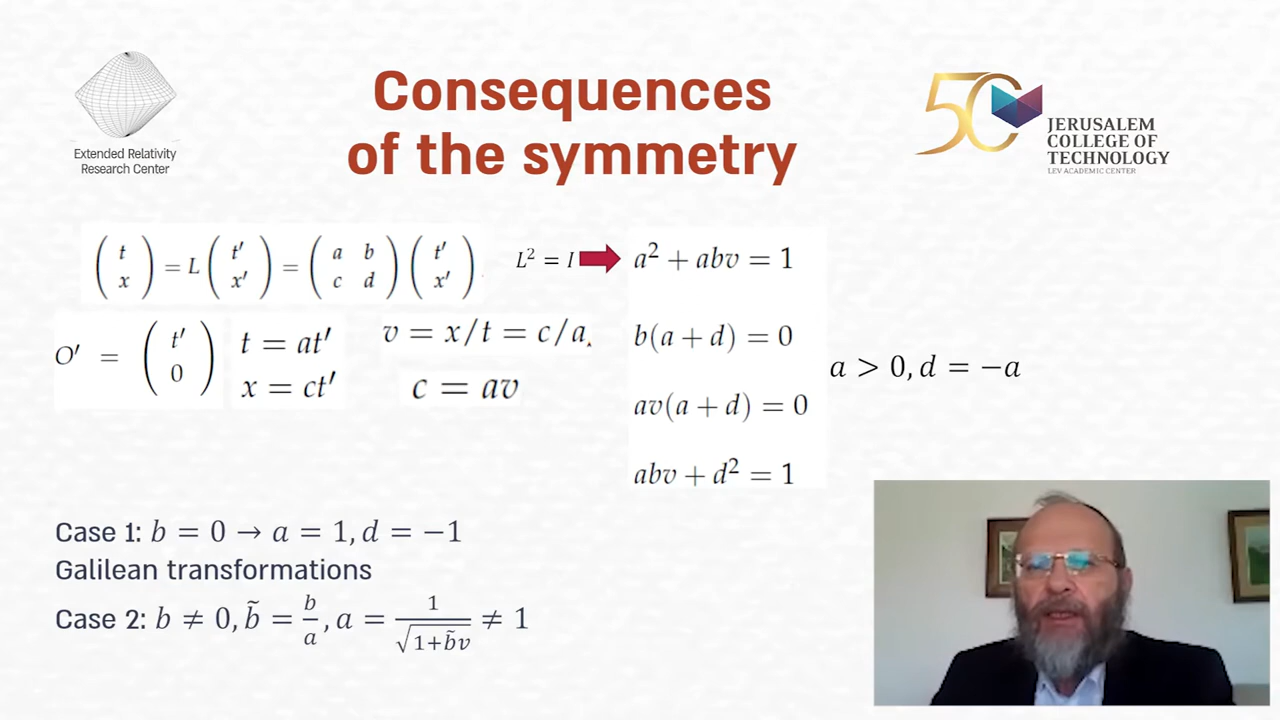 Consequences
of the symmetry
Extended Relativity
Research Center
50
JERUSALEM
COLLEGE OF
TECHNOLOGY
LEV ACADEMIC CENTER
( t x ) = L ( t′ x′ ) = ( a b c d ) ( t′ x′ )
L² = I
a² + abv = 1
O′ = ( t′ 0 )
t = at′
x = ct′
v = x/t = c/a,
c = av
b(a + d) = 0
av(a + d) = 0
abv + d² = 1
a > 0, d = −a
Case 1: b = 0 → a = 1, d = −1
Galilean transformations
Case 2: b ≠ 0, b̃ = b/a, a = 1/√(1+b̃v) ≠ 1